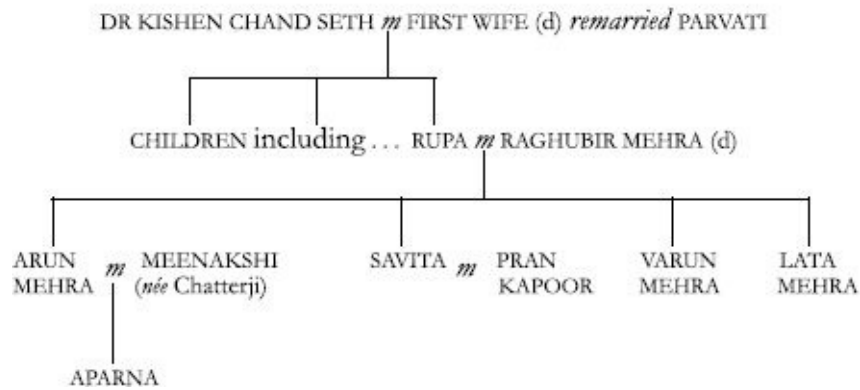 DR KISHEN CHAND SETH m FIRST WIFE (d) remarried PARVATI
CHILDREN including ... RUPA m RAGHUBIR MEHRA (d)
ARUN m MEENAKSHI SAVITA m PRAN VARUN LATA
MEHRA (née Chatterji) KAPOOR MEHRA MEHRA
APARNA